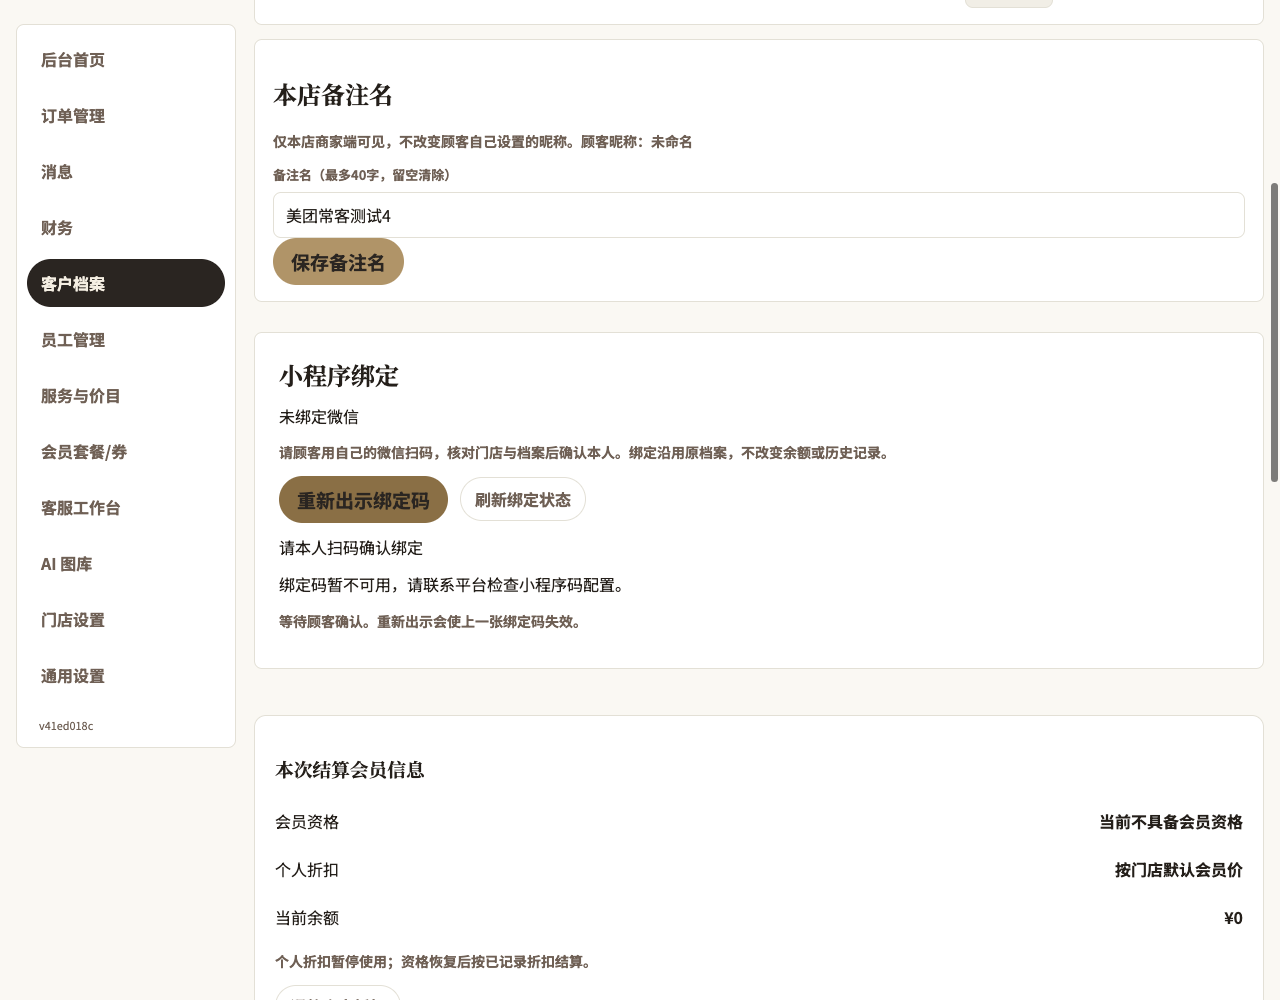 后台首页
订单管理
消息
财务
客户档案
员工管理
服务与价目
会员套餐/券
客服工作台
AI 图库
门店设置
通用设置
v41ed018c
本店备注名
仅本店商家端可见，不改变顾客自己设置的昵称。顾客昵称：未命名
备注名（最多40字，留空清除）
美团常客测试4
保存备注名
小程序绑定
未绑定微信
请顾客用自己的微信扫码，核对门店与档案后确认本人。绑定沿用原档案，不改变余额或历史记录。
重新出示绑定码
刷新绑定状态
请本人扫码确认绑定
绑定码暂不可用，请联系平台检查小程序码配置。
等待顾客确认。重新出示会使上一张绑定码失效。
本次结算会员信息
会员资格
当前不具备会员资格
个人折扣
按门店默认会员价
当前余额
¥0
个人折扣暂停使用；资格恢复后按已记录折扣结算。